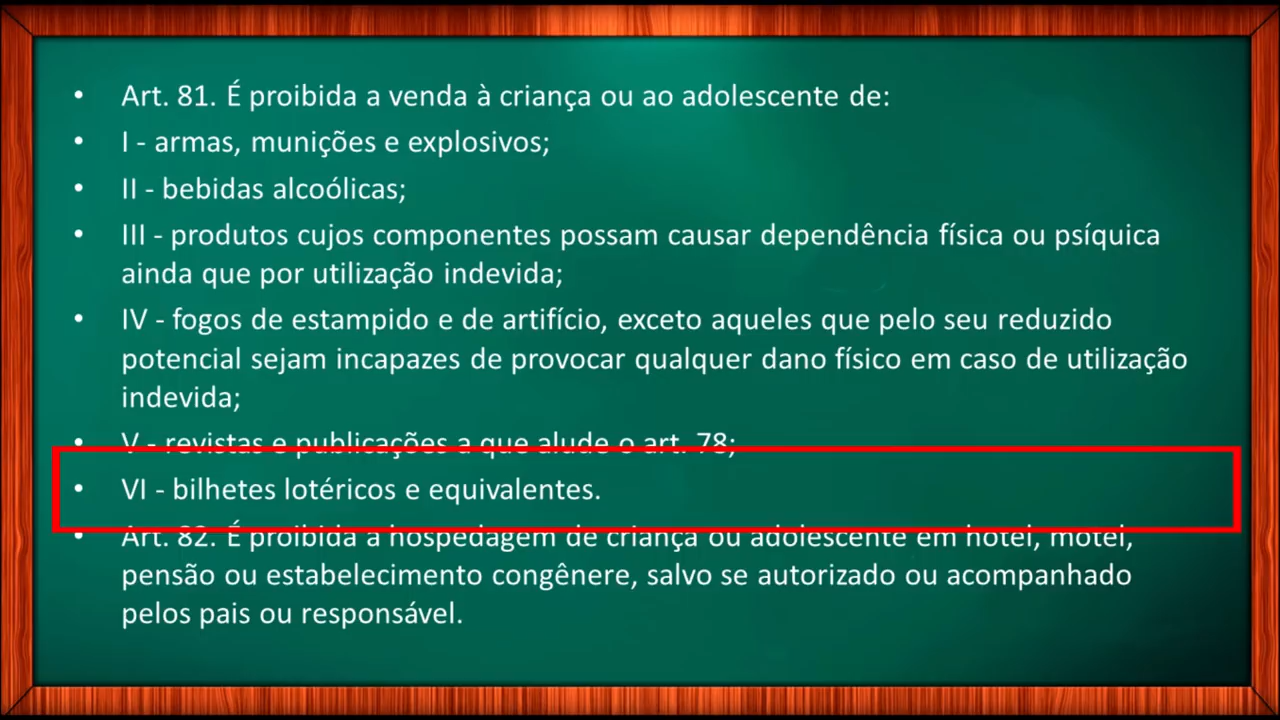 • Art. 81. É proibida a venda à criança ou ao adolescente de:
• I - armas, munições e explosivos;
• II - bebidas alcoólicas;
• III - produtos cujos componentes possam causar dependência física ou psíquica
ainda que por utilização indevida;
• IV - fogos de estampido e de artifício, exceto aqueles que pelo seu reduzido
potencial sejam incapazes de provocar qualquer dano físico em caso de utilização
indevida;
• V - revistas e publicações a que alude o art. 78;
• VI - bilhetes lotéricos e equivalentes.
• Art. 82. É proibida a hospedagem de criança ou adolescente em hotel, motel,
pensão ou estabelecimento congênere, salvo se autorizado ou acompanhado
pelos pais ou responsável.